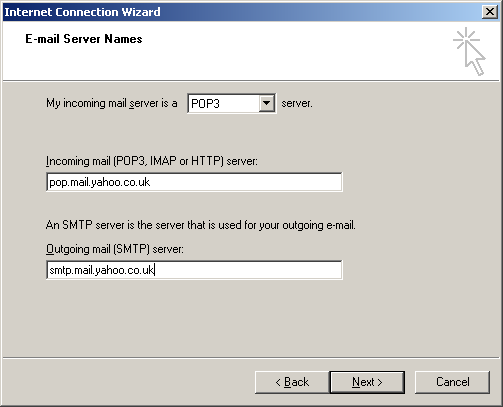 Internet Connection Wizard
E-mail Server Names
My incoming mail server is a POP3 server.
Incoming mail (POP3, IMAP or HTTP) server:
pop.mail.yahoo.co.uk
An SMTP server is the server that is used for your outgoing e-mail.
Outgoing mail (SMTP) server:
smtp.mail.yahoo.co.uk
< Back Next > Cancel